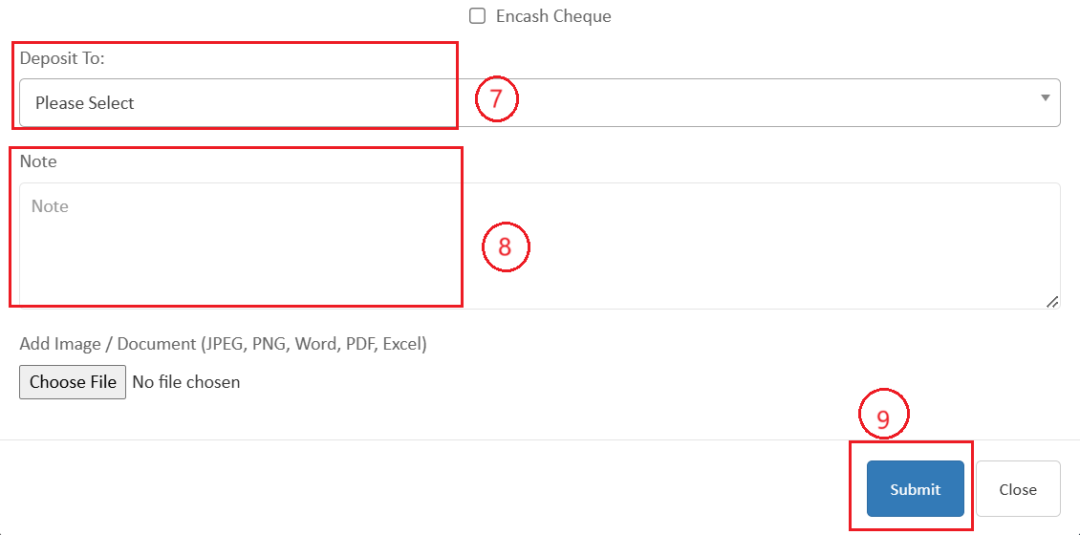 Encash Cheque
Deposit To:
Please Select
7
Note
Note
8
Add Image / Document (JPEG, PNG, Word, PDF, Excel)
Choose File No file chosen
9
Submit Close